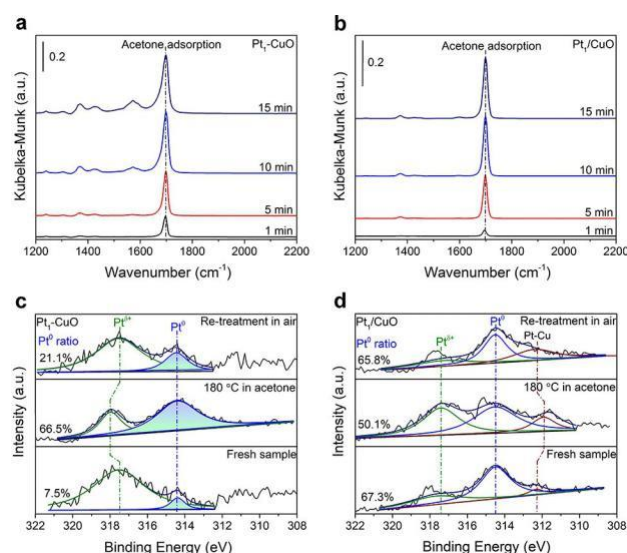 a
Pt₁-CuO
0.2
Acetone adsorption
15 min
10 min
5 min
1 min
Kubelka-Munk (a.u.)
1200 1400 1600 1800 2000 2200
Wavenumber (cm⁻¹)
b
Pt₁/CuO
0.2
Acetone adsorption
15 min
10 min
5 min
1 min
Kubelka-Munk (a.u.)
1200 1400 1600 1800 2000 2200
Wavenumber (cm⁻¹)
c
Pt₁-CuO
Ptᵟ⁺
Pt⁰
Re-treatment in air
Pt⁰ ratio
21.1%
180 °C in acetone
66.5%
Fresh sample
7.5%
Intensity (a.u.)
322 320 318 316 314 312 310 308
Binding Energy (eV)
d
Pt₁/CuO
Pt⁰
Re-treatment in air
Pt⁰ ratio
Ptᵟ⁺
Pt-Cu
65.8%
180 °C in acetone
50.1%
Fresh sample
67.3%
Intensity (a.u.)
322 320 318 316 314 312 310 308
Binding Energy (eV)